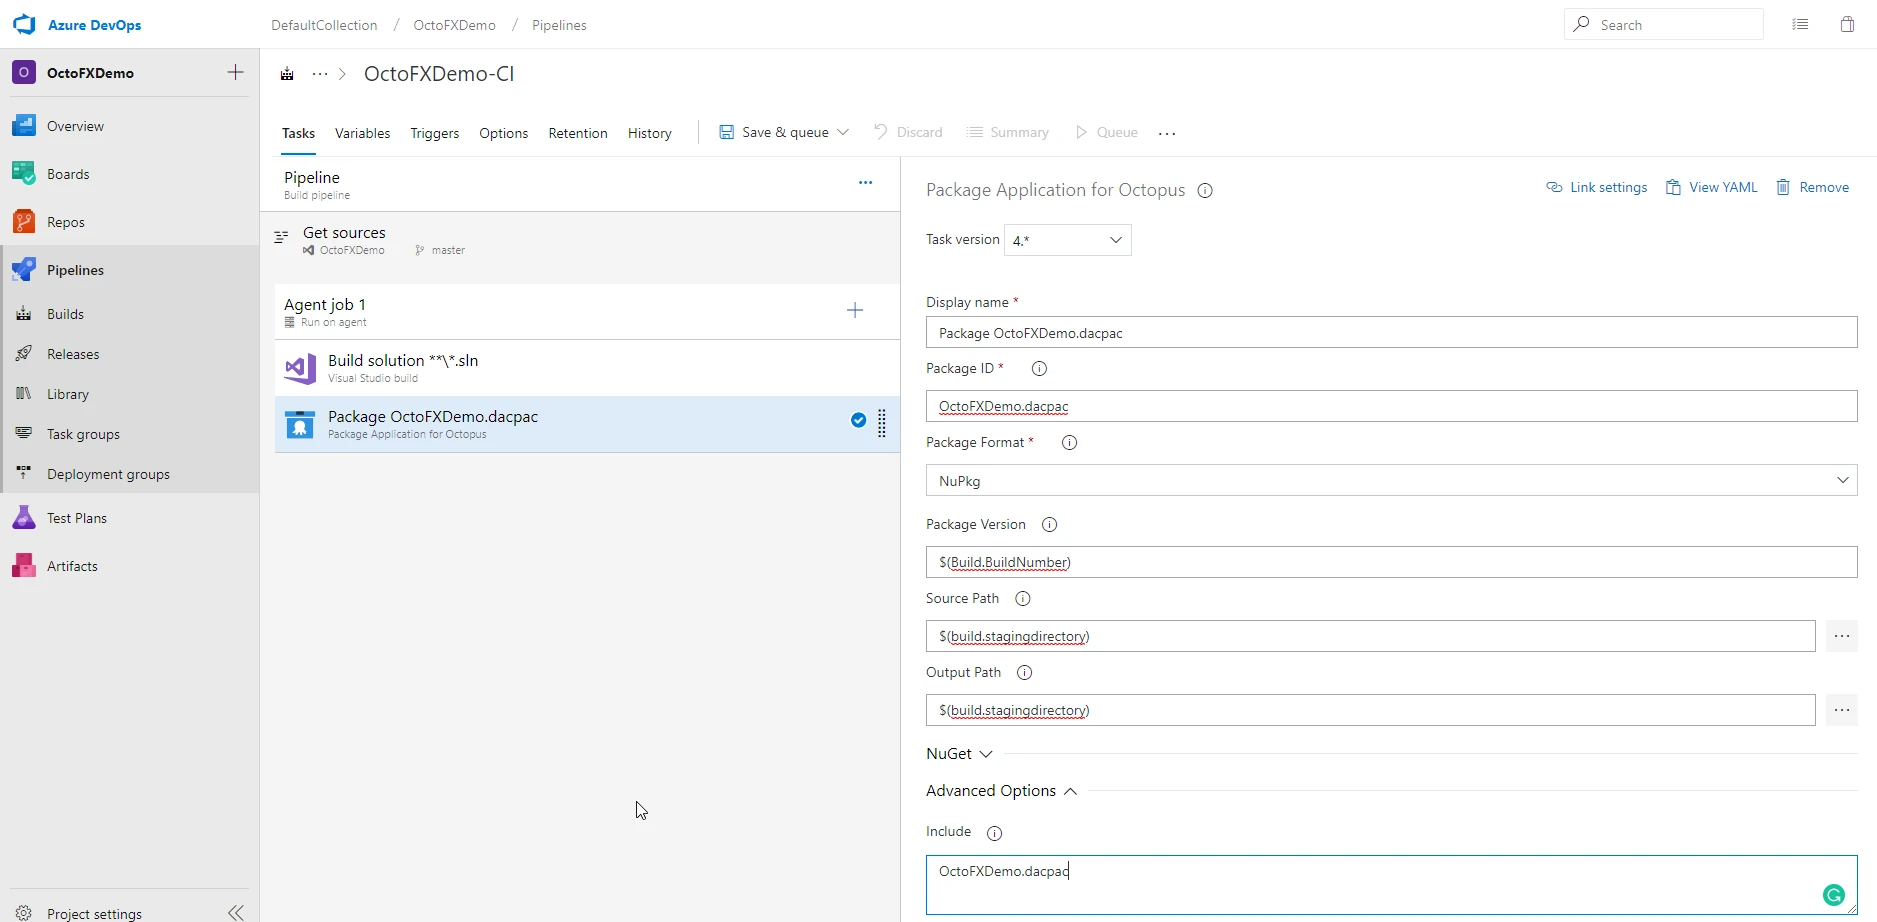 Azure DevOps
DefaultCollection / OctoFXDemo / Pipelines
Search
O OctoFXDemo
Overview
Boards
Repos
Pipelines
Builds
Releases
Library
Task groups
Deployment groups
Test Plans
Artifacts
Project settings
... > OctoFXDemo-CI
Tasks Variables Triggers Options Retention History Save & queue Discard Summary Queue ...
Pipeline
Build pipeline
Get sources
OctoFXDemo master
Agent job 1
Run on agent
Build solution **\*.sln
Visual Studio build
Package OctoFXDemo.dacpac
Package Application for Octopus
Package Application for Octopus
Link settings View YAML Remove
Task version 4.*
Display name *
Package OctoFXDemo.dacpac
Package ID *
OctoFXDemo.dacpac
Package Format *
NuPkg
Package Version
$(Build.BuildNumber)
Source Path
$(build.stagingdirectory)
Output Path
$(build.stagingdirectory)
NuGet
Advanced Options
Include
OctoFXDemo.dacpac